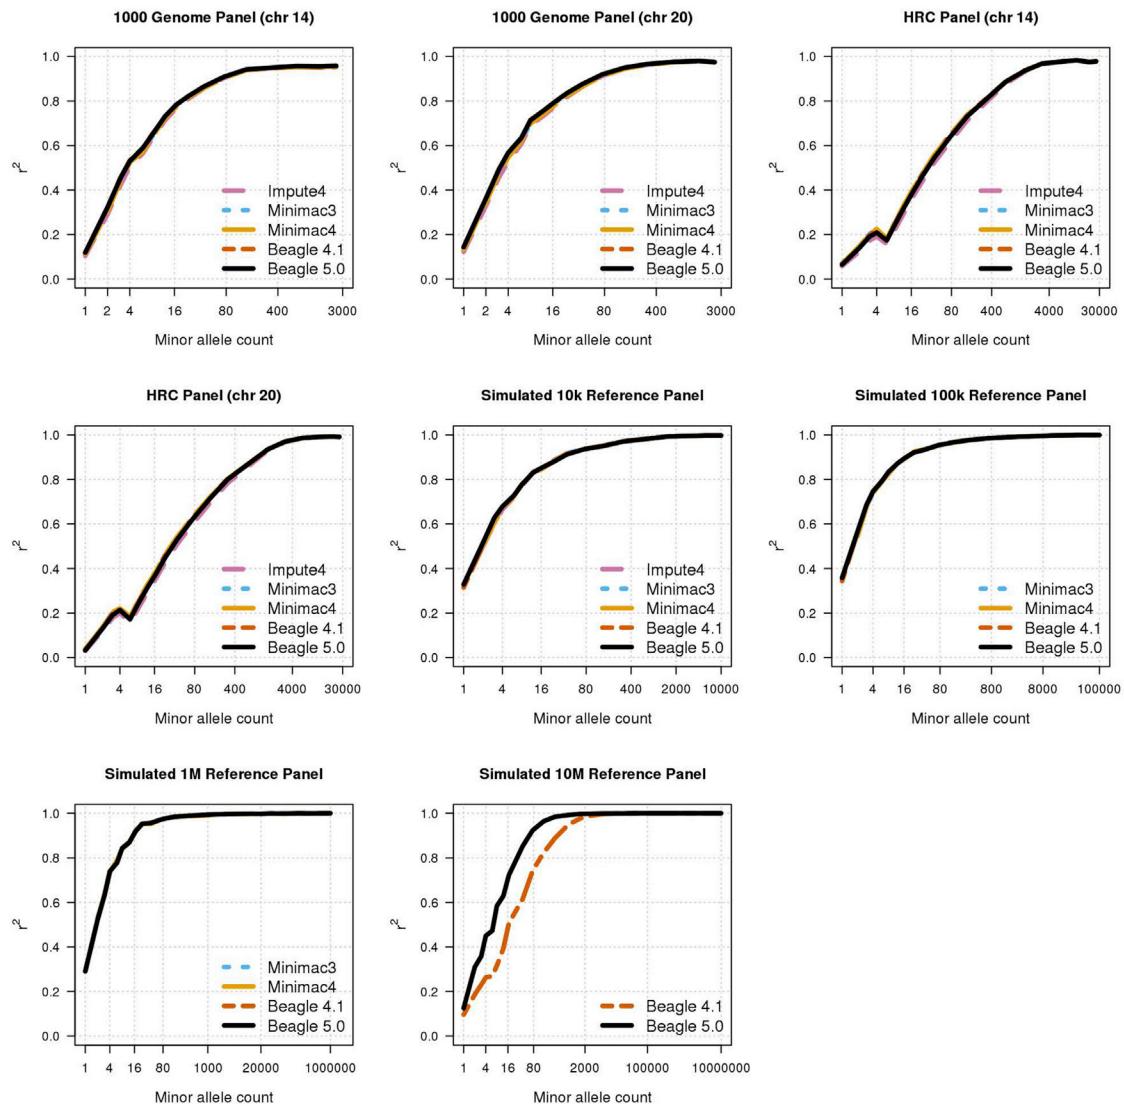 1000 Genome Panel (chr 14)
r²
1.0
0.8
0.6
0.4
0.2
0.0
Impute4
Minimac3
Minimac4
Beagle 4.1
Beagle 5.0
1 2 4 16 80 400 3000
Minor allele count
1000 Genome Panel (chr 20)
r²
1.0
0.8
0.6
0.4
0.2
0.0
Impute4
Minimac3
Minimac4
Beagle 4.1
Beagle 5.0
1 2 4 16 80 400 3000
Minor allele count
HRC Panel (chr 14)
r²
1.0
0.8
0.6
0.4
0.2
0.0
Impute4
Minimac3
Minimac4
Beagle 4.1
Beagle 5.0
1 4 16 80 400 4000 30000
Minor allele count
HRC Panel (chr 20)
r²
1.0
0.8
0.6
0.4
0.2
0.0
Impute4
Minimac3
Minimac4
Beagle 4.1
Beagle 5.0
1 4 16 80 400 4000 30000
Minor allele count
Simulated 10k Reference Panel
r²
1.0
0.8
0.6
0.4
0.2
0.0
Impute4
Minimac3
Minimac4
Beagle 4.1
Beagle 5.0
1 4 16 80 400 2000 10000
Minor allele count
Simulated 100k Reference Panel
r²
1.0
0.8
0.6
0.4
0.2
0.0
Minimac3
Minimac4
Beagle 4.1
Beagle 5.0
1 4 16 80 800 8000 100000
Minor allele count
Simulated 1M Reference Panel
r²
1.0
0.8
0.6
0.4
0.2
0.0
Minimac3
Minimac4
Beagle 4.1
Beagle 5.0
1 4 16 80 1000 20000 1000000
Minor allele count
Simulated 10M Reference Panel
r²
1.0
0.8
0.6
0.4
0.2
0.0
Beagle 4.1
Beagle 5.0
1 4 16 80 2000 100000 10000000
Minor allele count